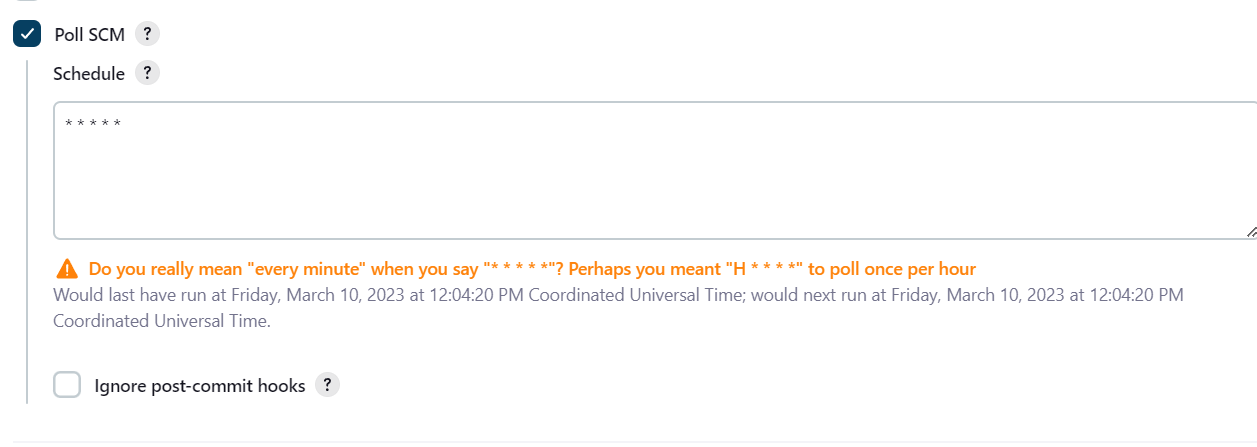 Poll SCM ?
Schedule ?
* * * * *
Do you really mean "every minute" when you say "* * * * *"? Perhaps you meant "H * * * *" to poll once per hour
Would last have run at Friday, March 10, 2023 at 12:04:20 PM Coordinated Universal Time; would next run at Friday, March 10, 2023 at 12:04:20 PM
Coordinated Universal Time.
Ignore post-commit hooks ?